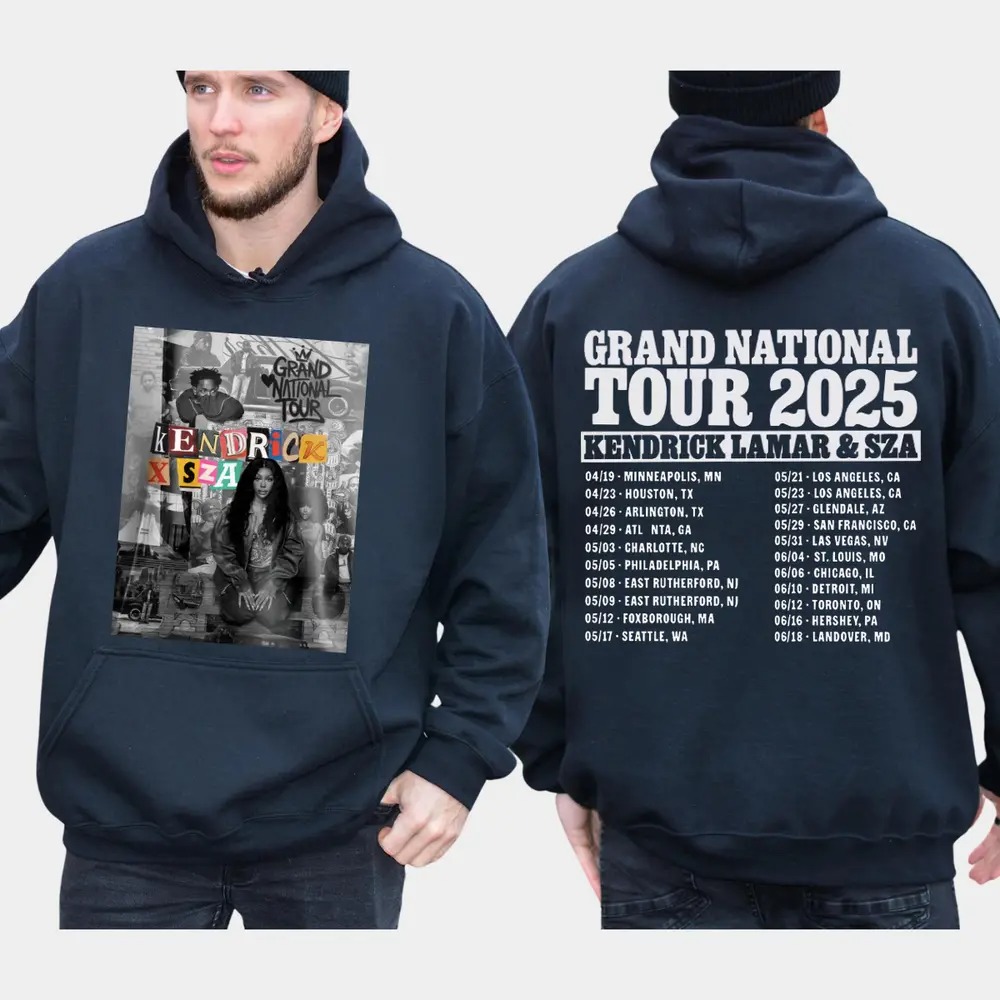 GRAND
NATIONAL
TOUR
KENDRICK
X SZA
GRAND NATIONAL
TOUR 2025
KENDRICK LAMAR & SZA
04/19 · MINNEAPOLIS, MN
04/23 · HOUSTON, TX
04/26 · ARLINGTON, TX
04/29 · ATL NTA, GA
05/03 · CHARLOTTE, NC
05/05 · PHILADELPHIA, PA
05/08 · EAST RUTHERFORD, NJ
05/09 · EAST RUTHERFORD, NJ
05/12 · FOXBOROUGH, MA
05/17 · SEATTLE, WA
05/21 · LOS ANGELES, CA
05/23 · LOS ANGELES, CA
05/27 · GLENDALE, AZ
05/29 · SAN FRANCISCO, CA
05/31 · LAS VEGAS, NV
06/04 · ST. LOUIS, MO
06/06 · CHICAGO, IL
06/10 · DETROIT, MI
06/12 · TORONTO, ON
06/16 · HERSHEY, PA
06/18 · LANDOVER, MD